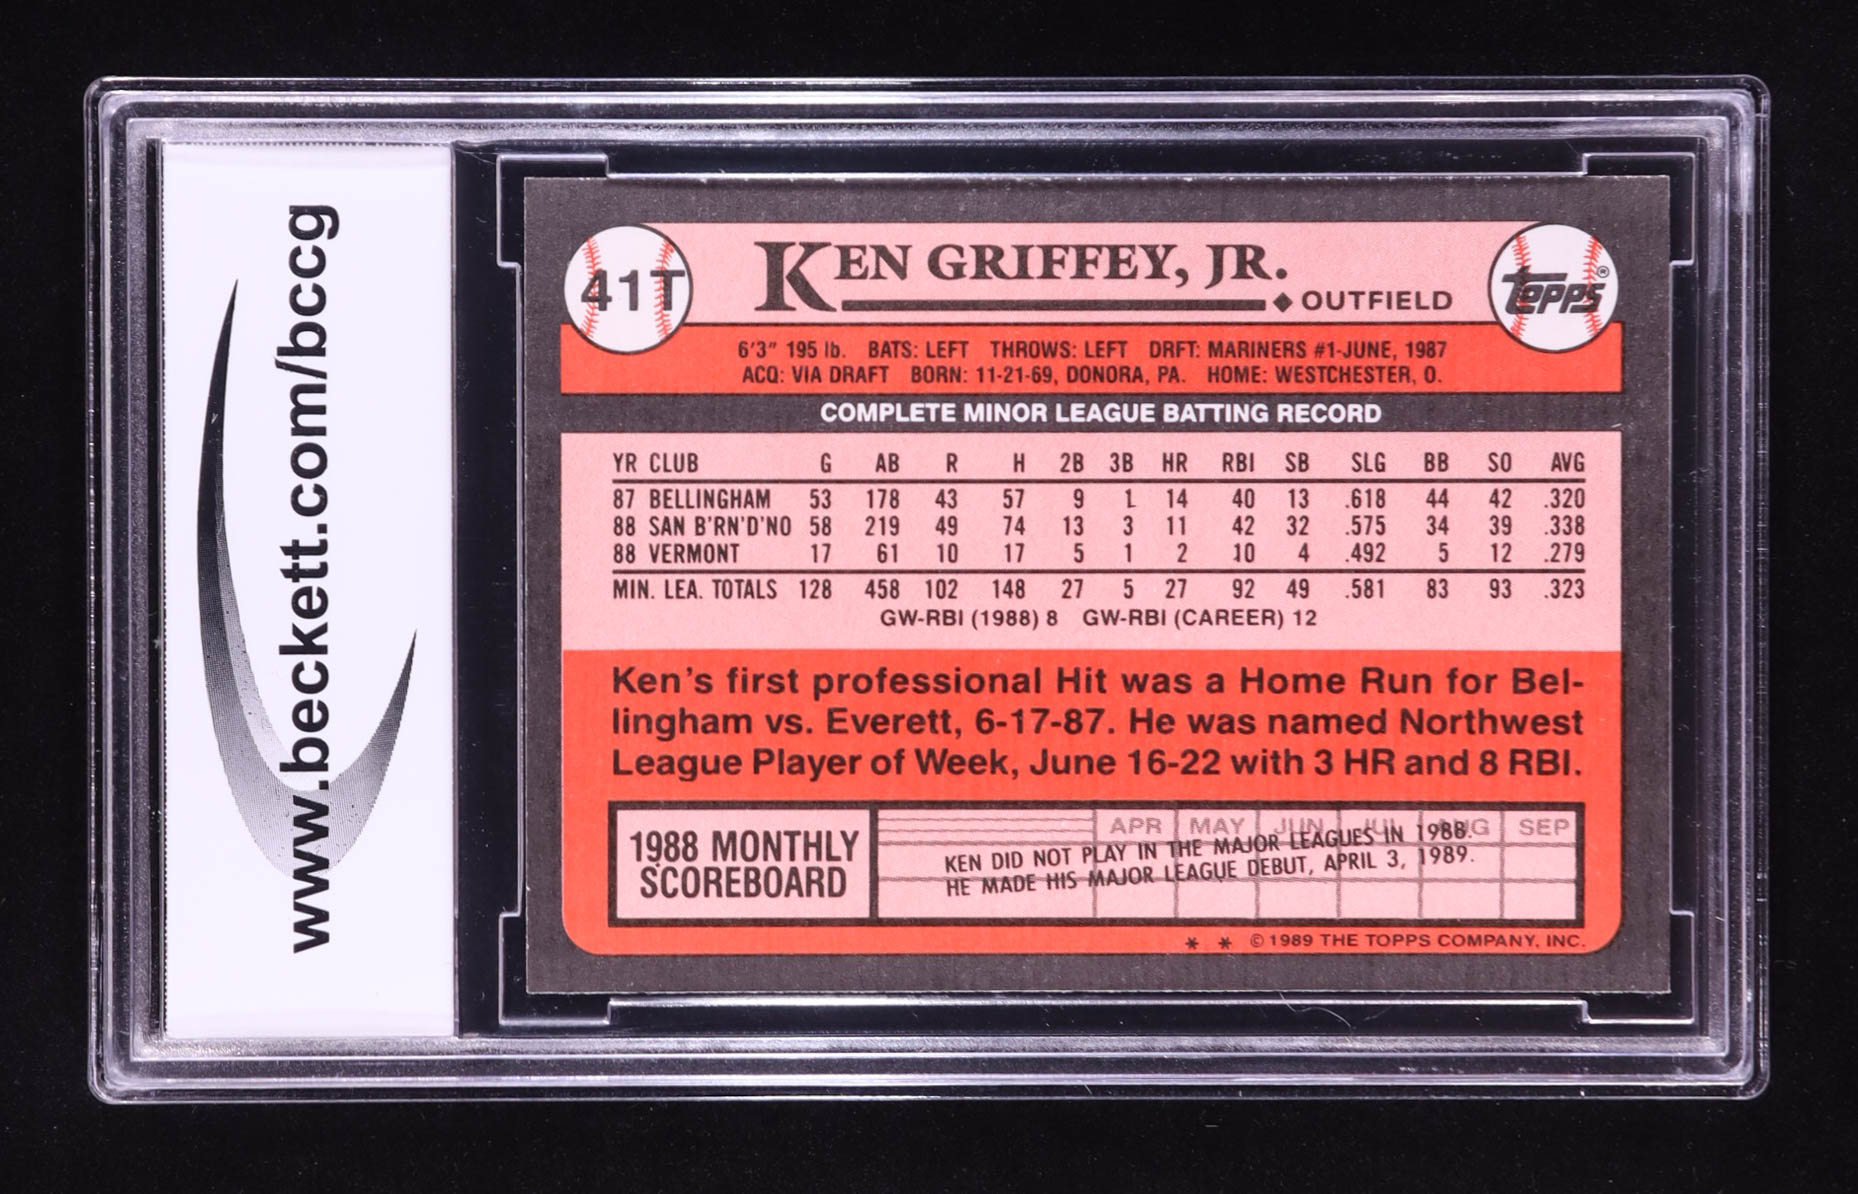 www.beckett.com/bccg
41T
KEN GRIFFEY, JR.
OUTFIELD
TOPPS®
6'3" 195 lb. BATS: LEFT THROWS: LEFT DRFT: MARINERS #1-JUNE, 1987
ACQ: VIA DRAFT BORN: 11-21-69, DONORA, PA. HOME: WESTCHESTER, O.
COMPLETE MINOR LEAGUE BATTING RECORD
YR CLUB G AB R H 2B 3B HR RBI SB SLG BB SO AVG
87 BELLINGHAM 53 178 43 57 9 1 14 40 13 .618 44 42 .320
88 SAN B'RN'D'NO 58 219 49 74 13 3 11 42 32 .575 34 39 .338
88 VERMONT 17 61 10 17 5 1 2 10 4 .492 5 12 .279
MIN. LEA. TOTALS 128 458 102 148 27 5 27 92 49 .581 83 93 .323
GW-RBI (1988) 8 GW-RBI (CAREER) 12
Ken's first professional Hit was a Home Run for Bel-
lingham vs. Everett, 6-17-87. He was named Northwest
League Player of Week, June 16-22 with 3 HR and 8 RBI.
1988 MONTHLY
SCOREBOARD
APR MAY JUN JUL AUG SEP
KEN DID NOT PLAY IN THE MAJOR LEAGUES IN 1988.
HE MADE HIS MAJOR LEAGUE DEBUT, APRIL 3, 1989.
* * © 1989 THE TOPPS COMPANY, INC.